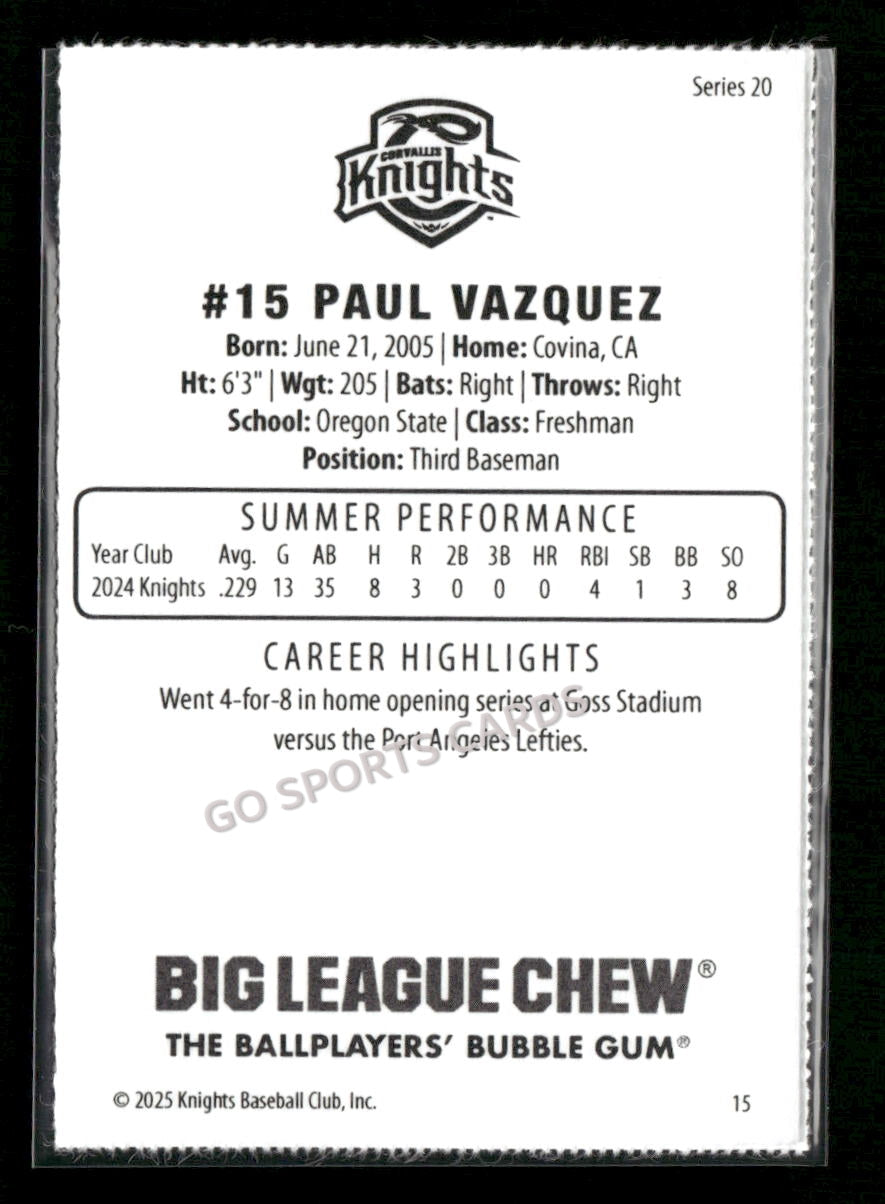 Series 20
CORVALLIS
Knights
#15 PAUL VAZQUEZ
Born: June 21, 2005 | Home: Covina, CA
Ht: 6'3" | Wgt: 205 | Bats: Right | Throws: Right
School: Oregon State | Class: Freshman
Position: Third Baseman
SUMMER PERFORMANCE
Year Club Avg. G AB H R 2B 3B HR RBI SB BB SO
2024 Knights .229 13 35 8 3 0 0 0 4 1 3 8
CAREER HIGHLIGHTS
Went 4-for-8 in home opening series at Goss Stadium
versus the Port Angeles Lefties.
GO SPORTS CARDS
BIG LEAGUE CHEW®
THE BALLPLAYERS' BUBBLE GUM®
© 2025 Knights Baseball Club, Inc.
15